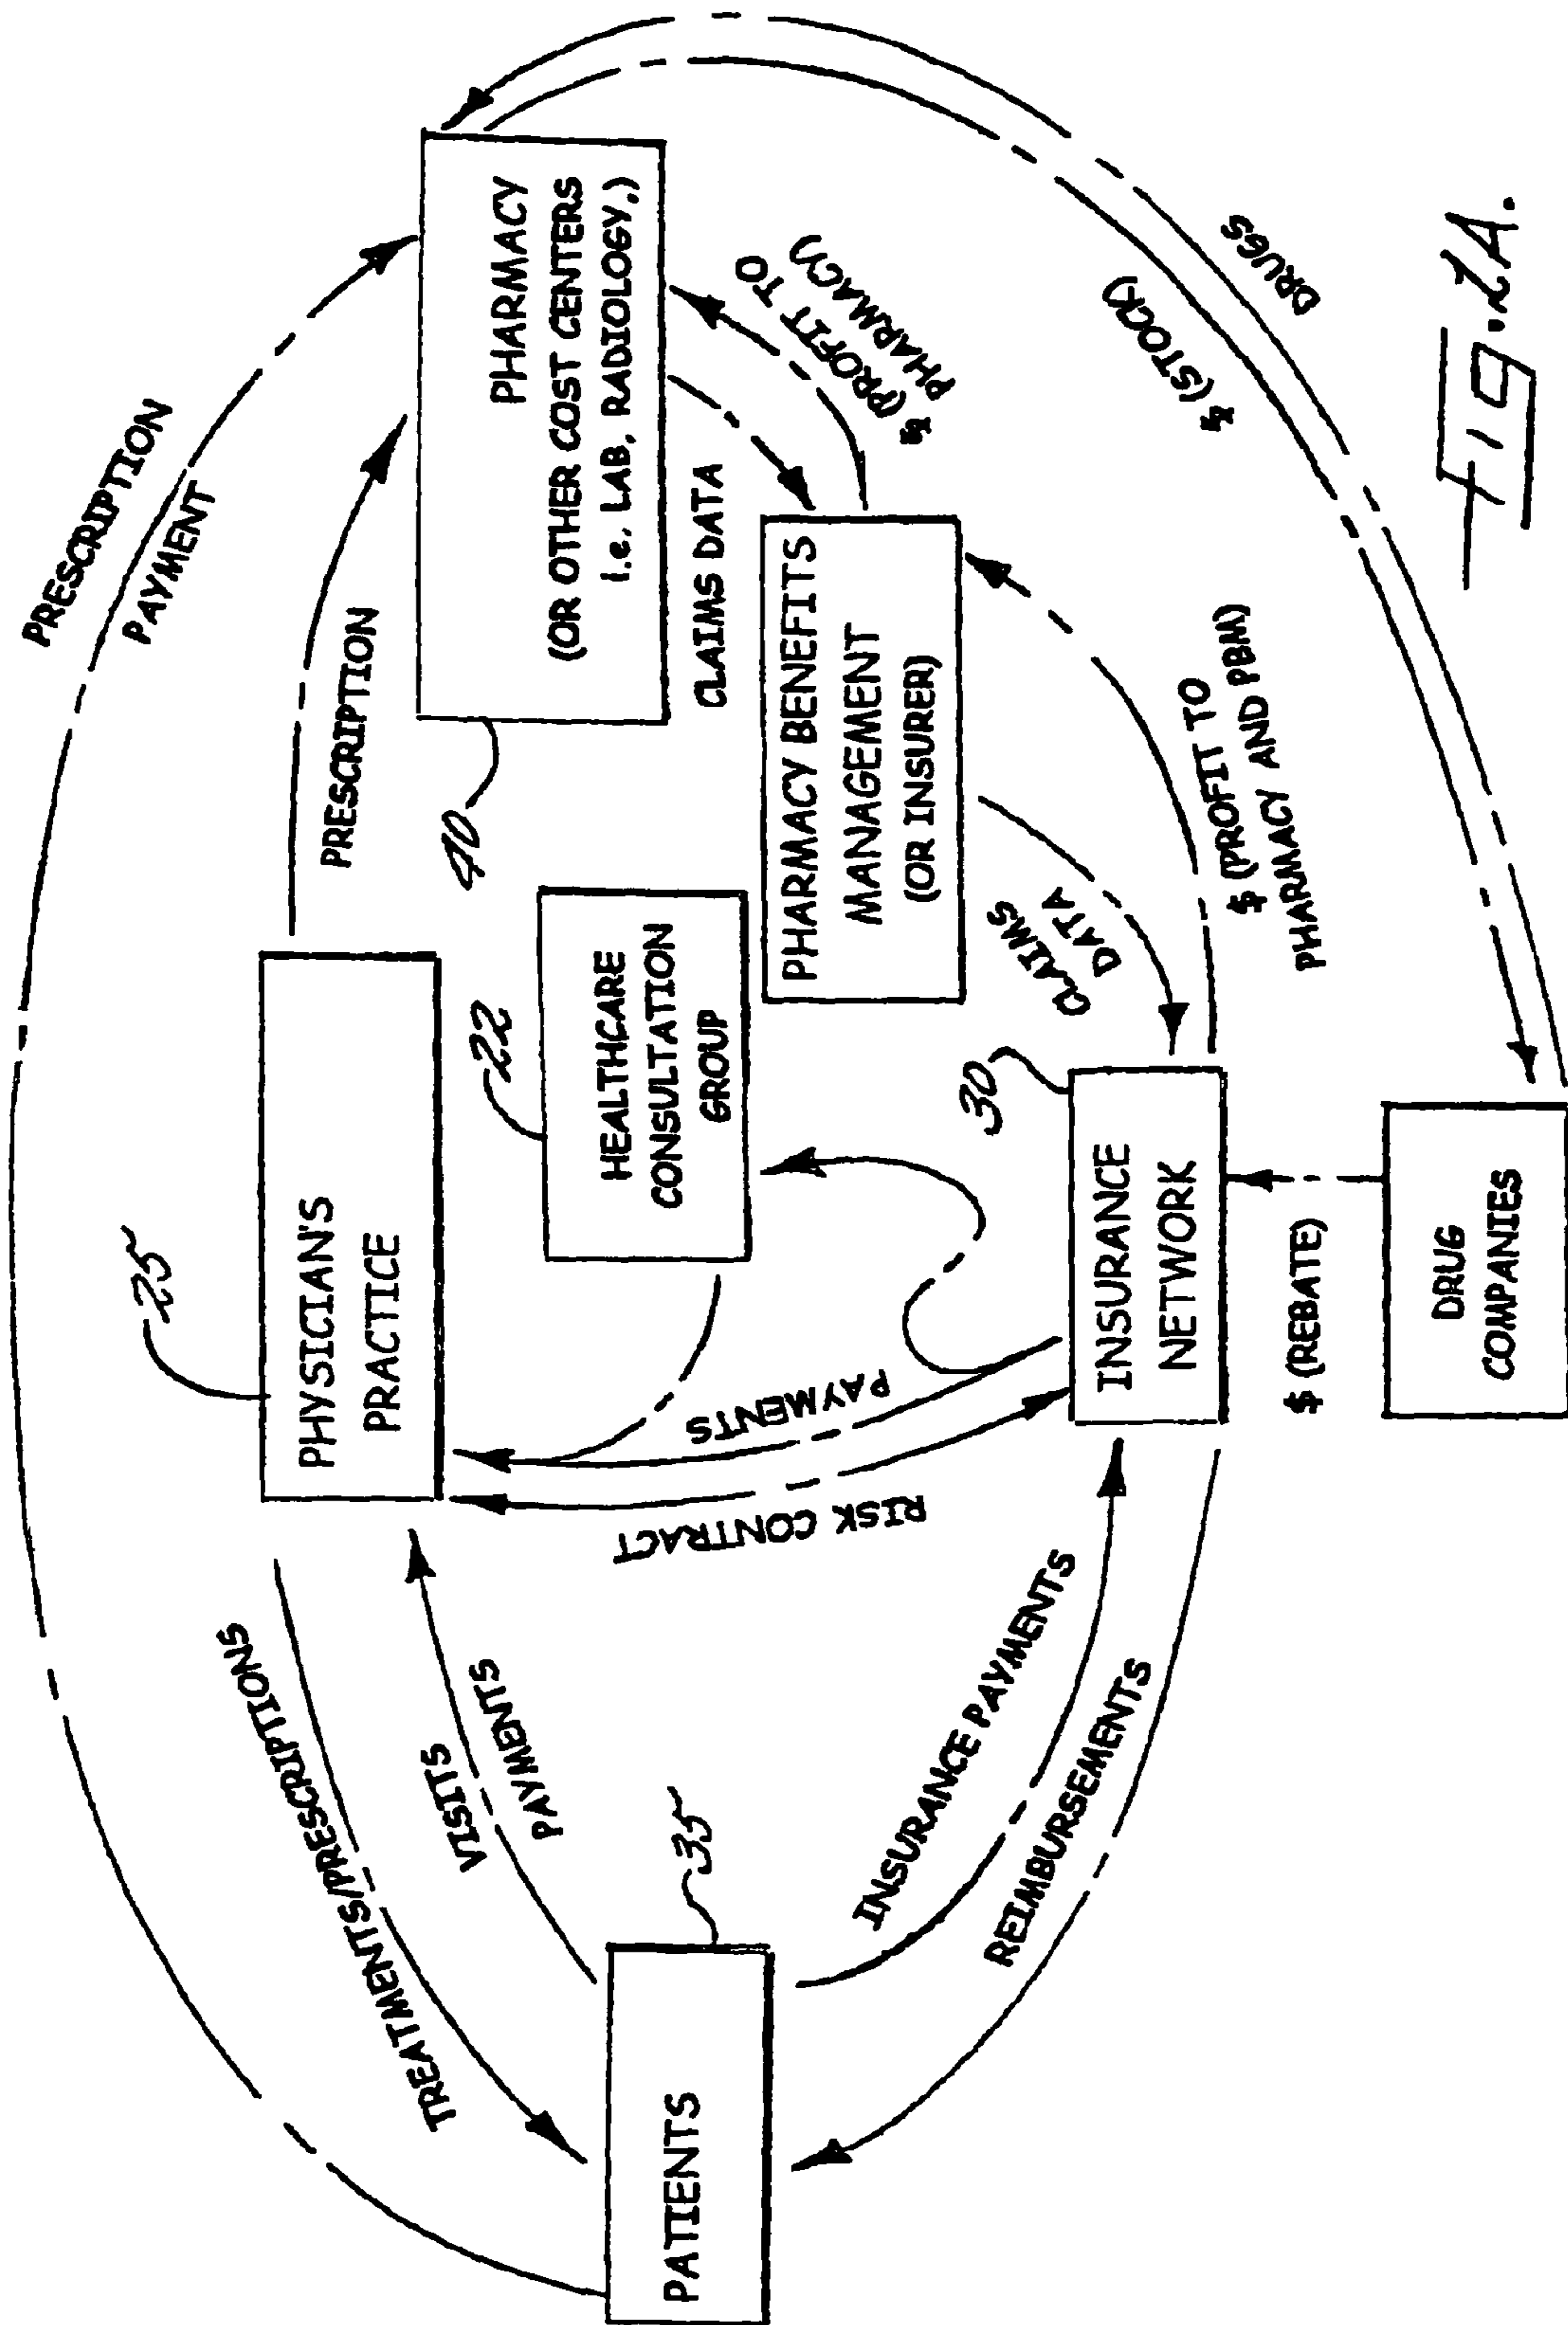 PRESCRIPTION
PAYMENT
PRESCRIPTION
25
PHYSICIAN'S
PRACTICE
PHARMACY
(OR OTHER COST CENTERS
i.e. LAB, RADIOLOGY,)
40
TREATMENTS/PRESCRIPTIONS
VISITS
PAYMENTS
22
HEALTHCARE
CONSULTATION
GROUP
CLAIMS DATA
$ (PROFIT TO
PHARMACY)
PATIENTS
35
RISK CONTRACT
PAYMENTS
PHARMACY BENEFITS
MANAGEMENT
(OR INSURER)
INSURANCE PAYMENTS
REIMBURSEMENTS
30
INSURANCE
NETWORK
CLAIMS
DATA
$ (PROFIT TO
PHARMACY AND PBM)
$ (STOCK)
DRUGS
$ (REBATE)
DRUG
COMPANIES
Fig.2A.